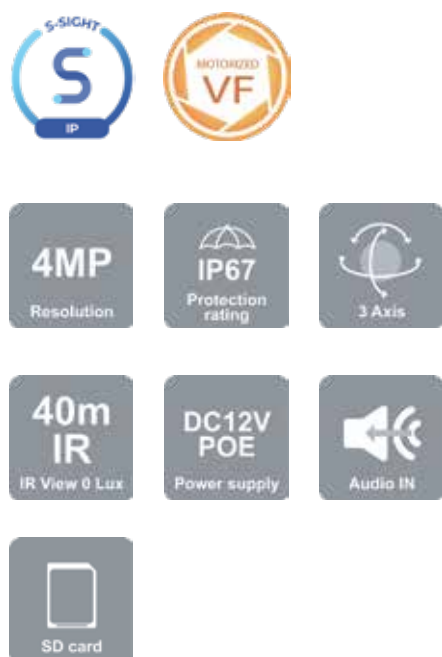 S-SIGHT
S
IP
MOTORIZED
VF
4MP
Resolution
IP67
Protection
rating
3 Axis
40m
IR
IR View 0 Lux
DC12V
POE
Power supply
Audio IN
SD card